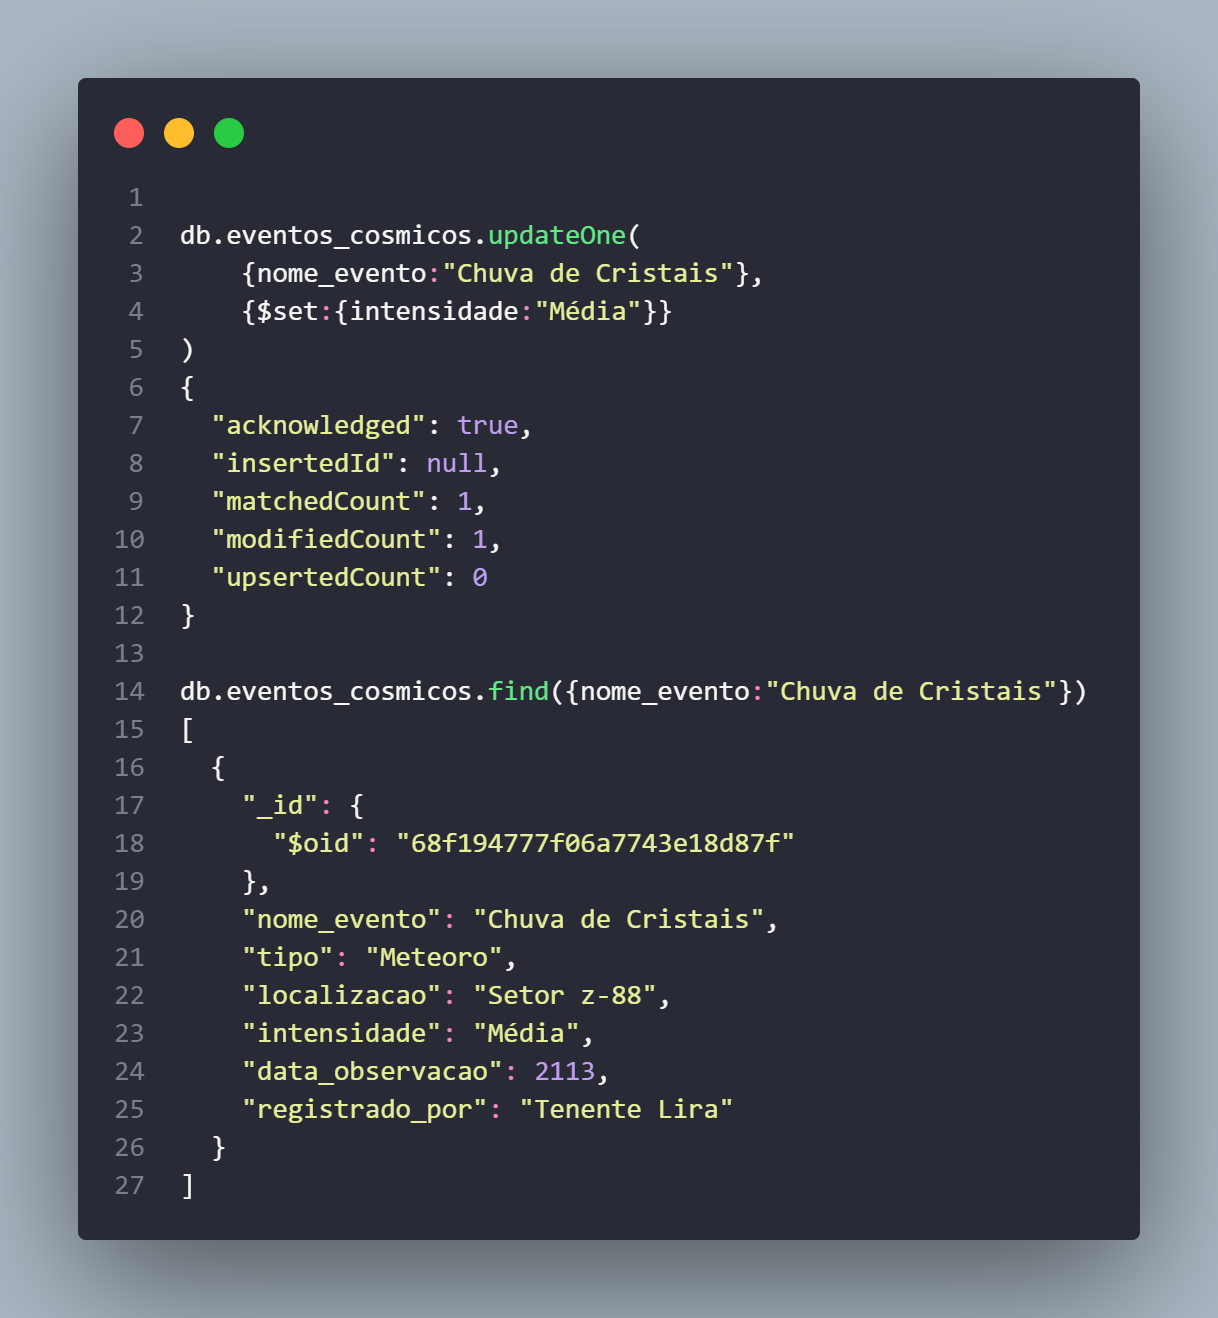 1
2 db.eventos_cosmicos.updateOne(
3     {nome_evento:"Chuva de Cristais"},
4     {$set:{intensidade:"Média"}}
5 )
6 {
7   "acknowledged": true,
8   "insertedId": null,
9   "matchedCount": 1,
10   "modifiedCount": 1,
11   "upsertedCount": 0
12 }
13
14 db.eventos_cosmicos.find({nome_evento:"Chuva de Cristais"})
15 [
16   {
17     "_id": {
18       "$oid": "68f194777f06a7743e18d87f"
19     },
20     "nome_evento": "Chuva de Cristais",
21     "tipo": "Meteoro",
22     "localizacao": "Setor z-88",
23     "intensidade": "Média",
24     "data_observacao": 2113,
25     "registrado_por": "Tenente Lira"
26   }
27 ]